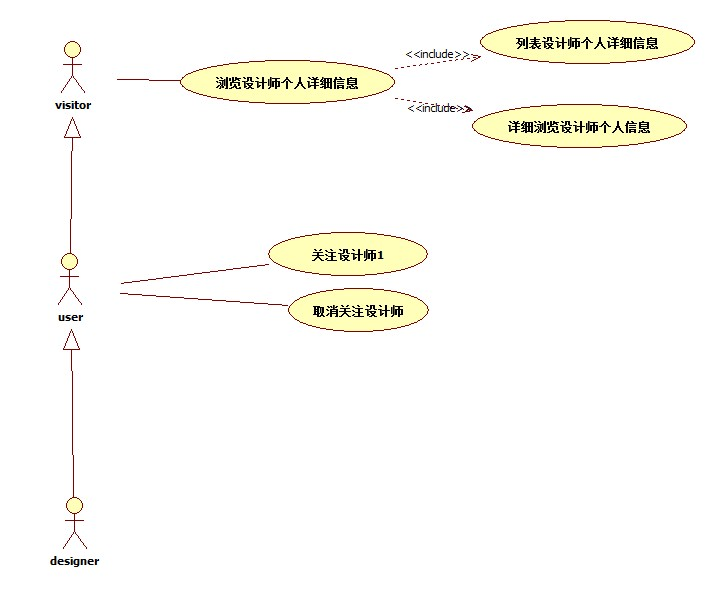 <<include>>
列表设计师个人详细信息
浏览设计师个人详细信息
visitor
<<include>>
详细浏览设计师个人信息
关注设计师1
取消关注设计师
user
designer